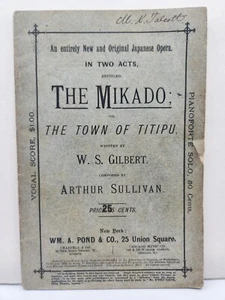 M. K. Talcott
An entirely New and Original Japanese Opera.
IN TWO ACTS,
ENTITLED
THE MIKADO:
OR,
THE TOWN OF TITIPU.
WRITTEN BY
W. S. GILBERT.
COMPOSED BY
ARTHUR SULLIVAN.
PRICE 25 CENTS.
New York:
WM. A. POND & CO., 25 Union Square.
VOCAL SCORE, $1.00
PIANOFORTE SOLO, 50 Cents.